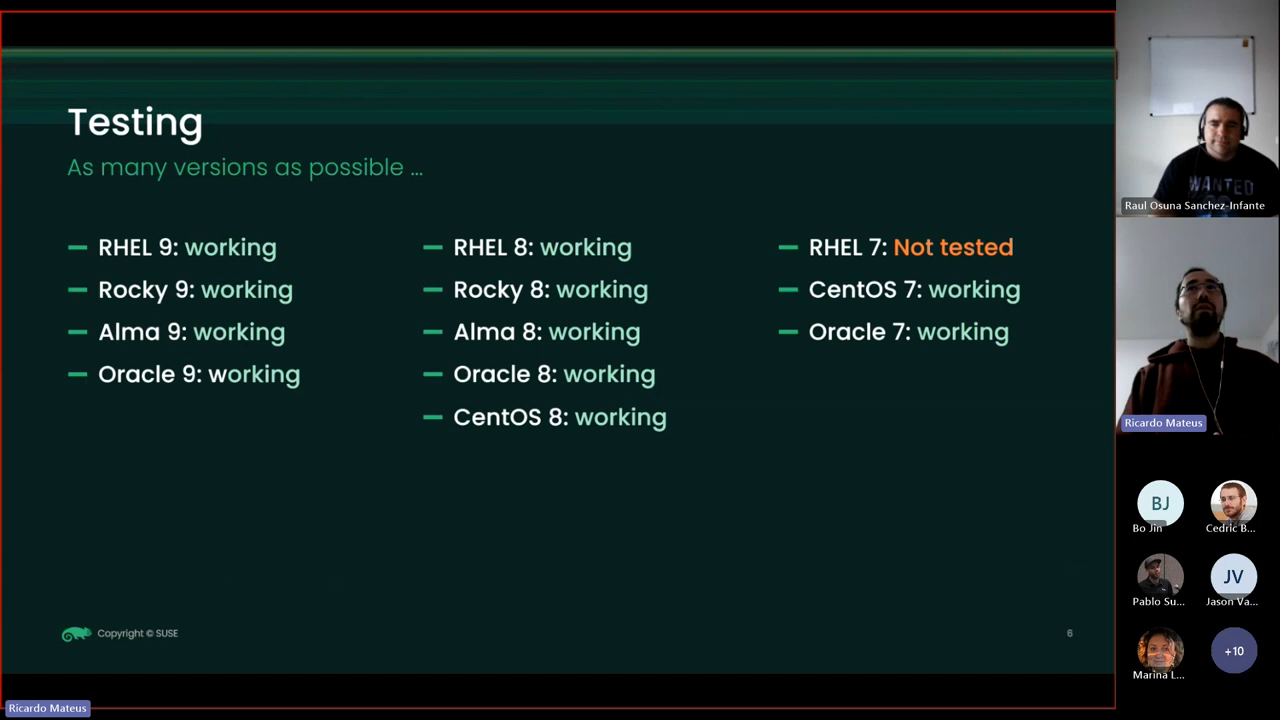 Testing
As many versions as possible ...
RHEL 9: working
Rocky 9: working
Alma 9: working
Oracle 9: working
RHEL 8: working
Rocky 8: working
Alma 8: working
Oracle 8: working
CentOS 8: working
RHEL 7: Not tested
CentOS 7: working
Oracle 7: working
Copyright © SUSE
6
Ricardo Mateus
WANTED
Raul Osuna Sanchez-Infante
Ricardo Mateus
BJ
Bo Jin
Cedric B...
Pablo Su...
JV
Jason Va...
Marina L...
+10